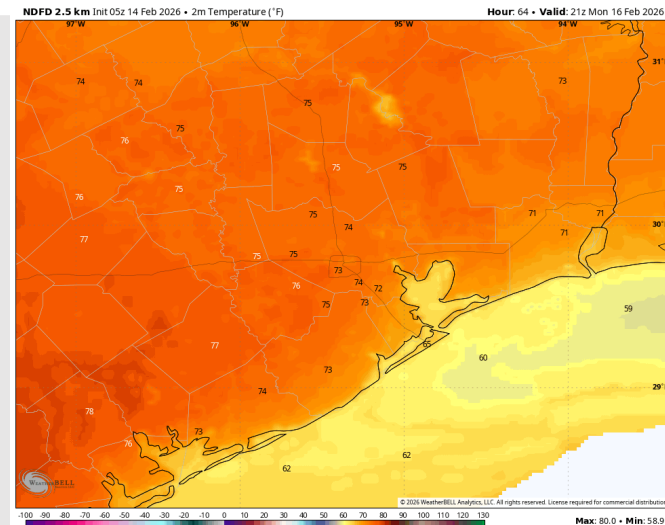 NDFD 2.5 km Init 05z 14 Feb 2026 • 2m Temperature (°F)
Hour: 64 • Valid: 21z Mon 16 Feb 2026
97°W 96°W 95°W 94°W
31°
74 74 73
75
75
76
75 75
75
76
75 71 71
74 71 30°
77
75 75
73
76 74 72
75 73
59
77 65
60
73
74 29°
78
73
76
62
62
WeatherBELL
© 2026 WeatherBELL Analytics, LLC. All rights reserved. License required for commercial distribution
-100 -90 -80 -70 -60 -50 -40 -30 -20 -10 0 10 20 30 40 50 60 70 80 90 100 110 120 130
Max: 80.0 • Min: 58.9